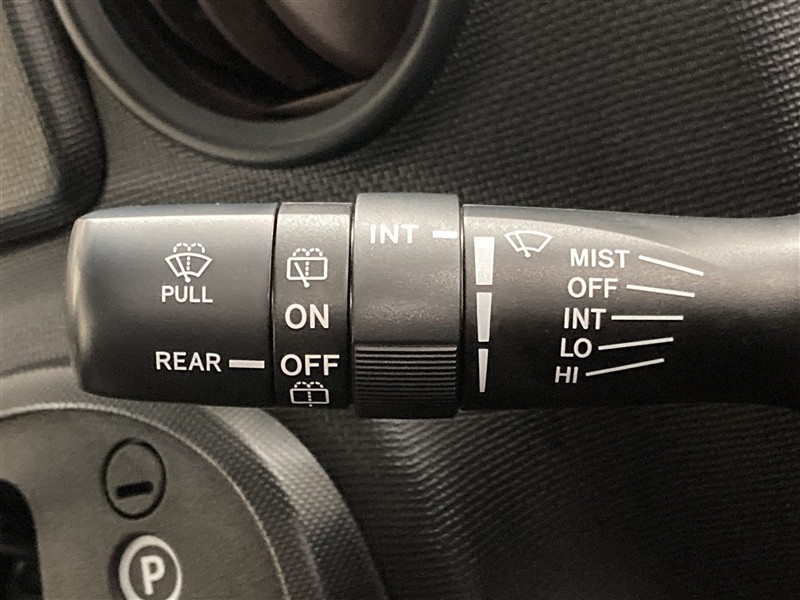 PULL
REAR
ON
OFF
INT
MIST
OFF
INT
LO
HI
P